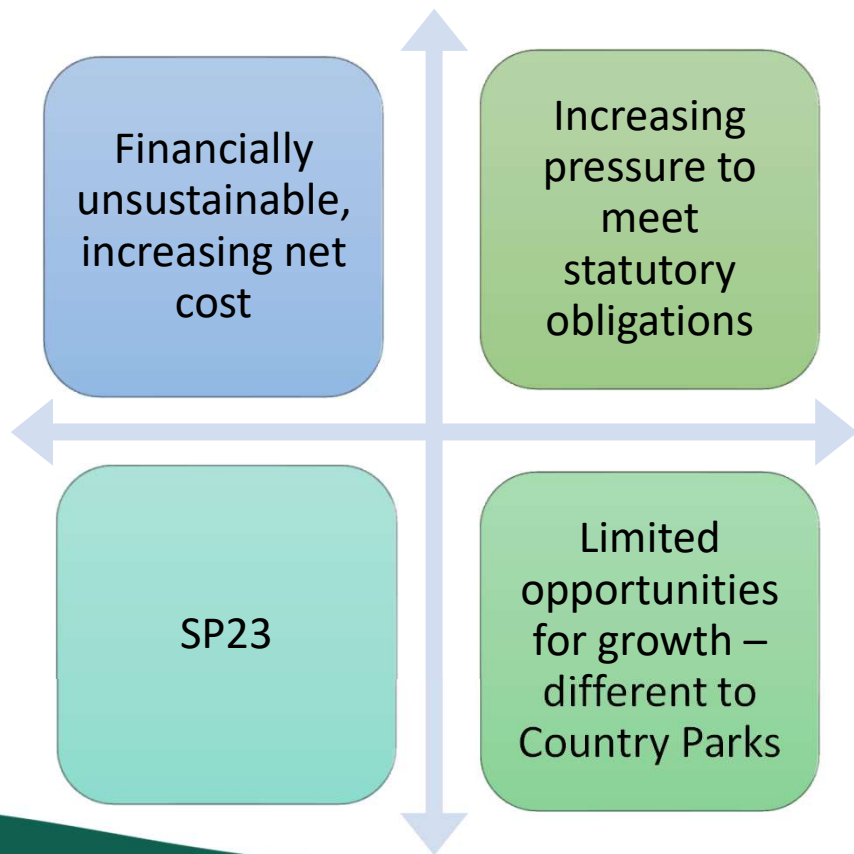 Financially
unsustainable,
increasing net
cost
Increasing
pressure to
meet
statutory
obligations
SP23
Limited
opportunities
for growth –
different to
Country Parks